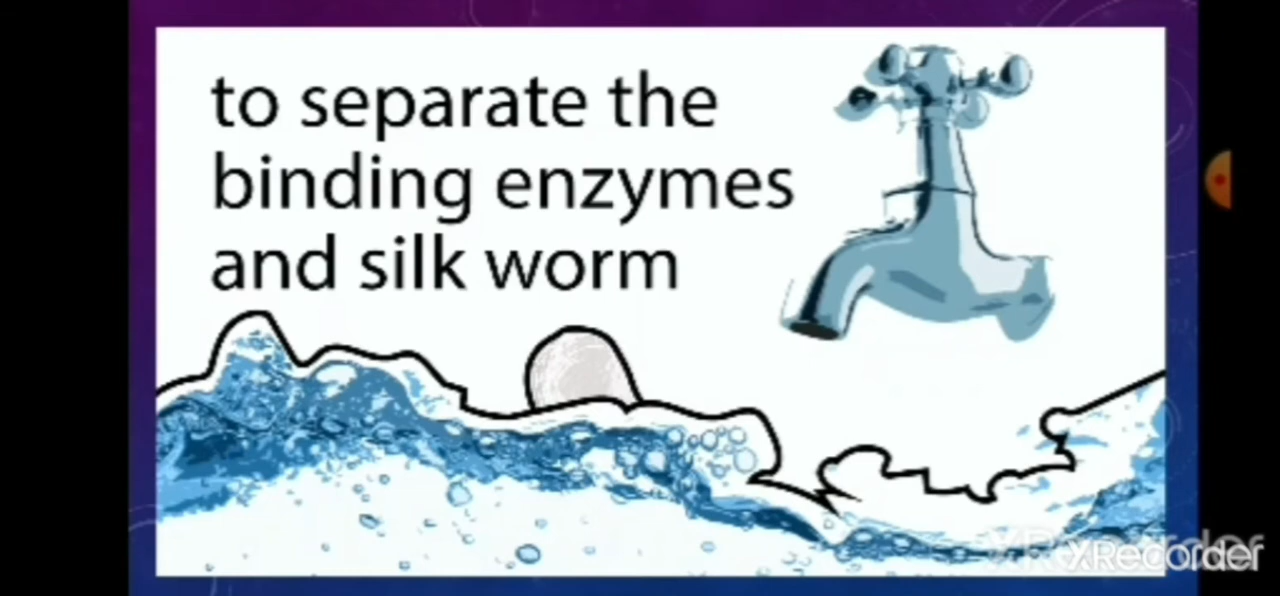 to separate the
binding enzymes
and silk worm
XRecorder